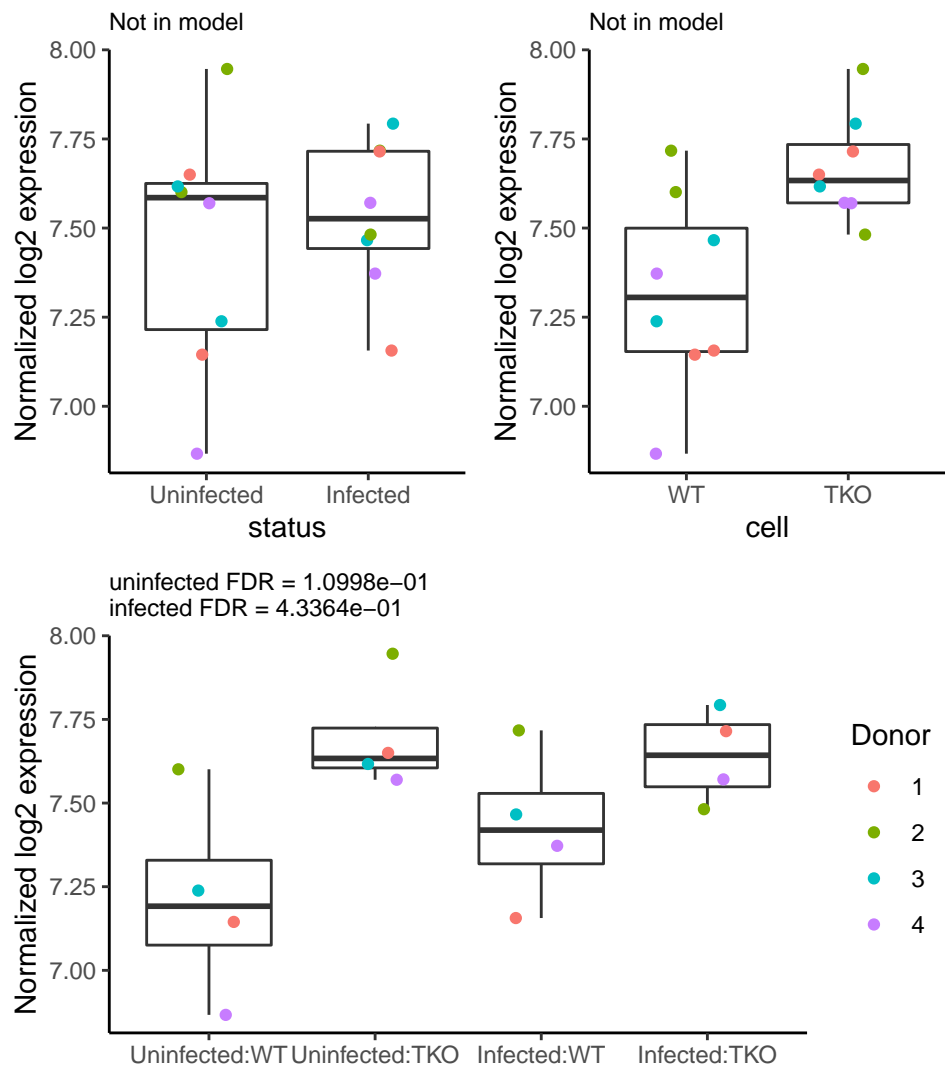 Not in model
Normalized log2 expression
8.00
7.75
7.50
7.25
7.00
Uninfected
Infected
status
Not in model
Normalized log2 expression
8.00
7.75
7.50
7.25
7.00
WT
TKO
cell
uninfected FDR = 1.0998e−01
infected FDR = 4.3364e−01
Normalized log2 expression
8.00
7.75
7.50
7.25
7.00
Uninfected:WT
Uninfected:TKO
Infected:WT
Infected:TKO
Donor
1
2
3
4